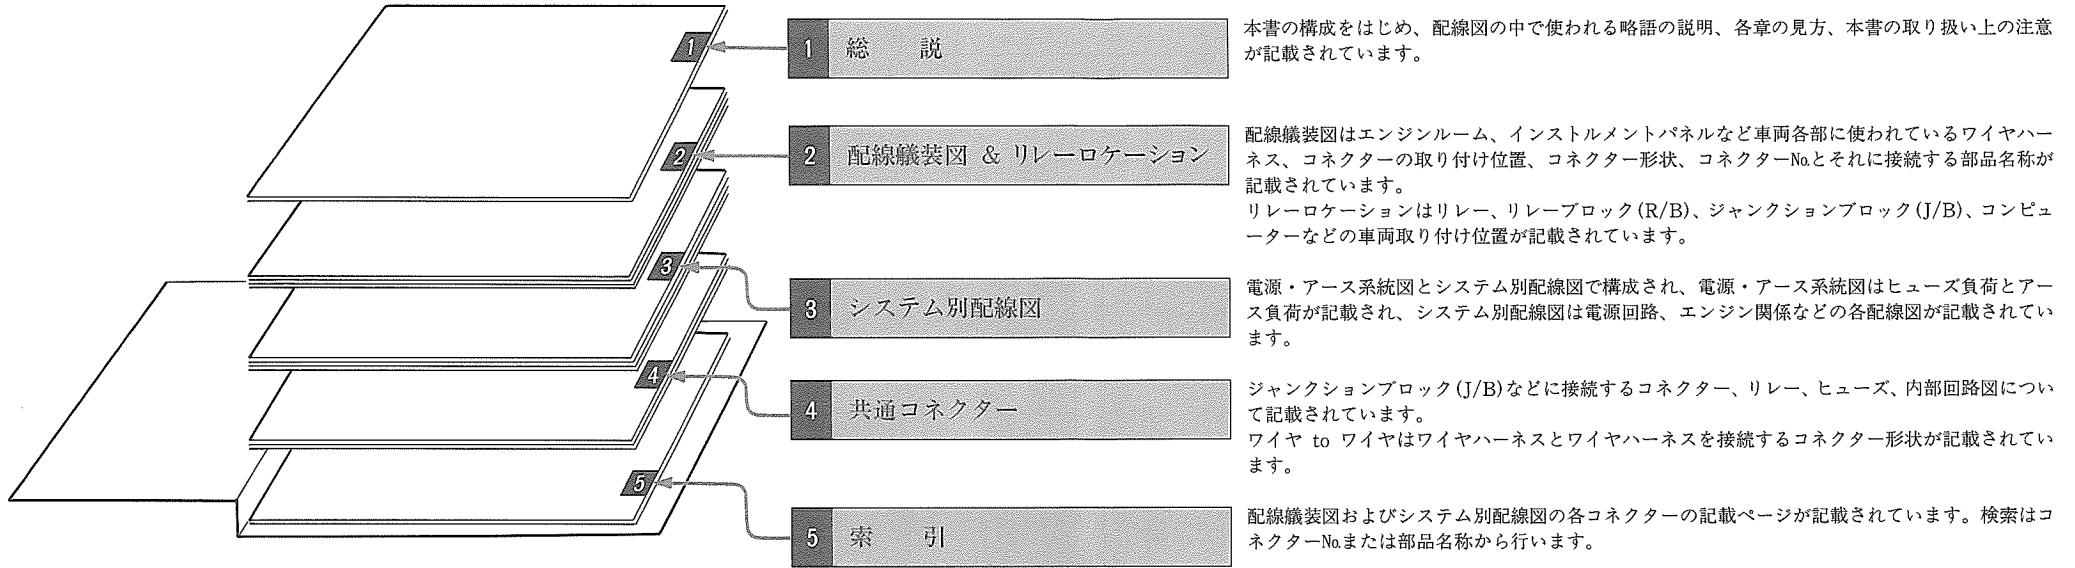 1
1 総 説
本書の構成をはじめ、配線図の中で使われる略語の説明、各章の見方、本書の取り扱い上の注意
が記載されています。
2
2 配線艤装図 & リレーロケーション
配線艤装図はエンジンルーム、インストルメントパネルなど車両各部に使われているワイヤハー
ネス、コネクターの取り付け位置、コネクター形状、コネクター№とそれに接続する部品名称が
記載されています。
リレーロケーションはリレー、リレーブロック(R/B)、ジャンクションブロック(J/B)、コンピュ
ーターなどの車両取り付け位置が記載されています。
3
3 システム別配線図
電源・アース系統図とシステム別配線図で構成され、電源・アース系統図はヒューズ負荷とアー
ス負荷が記載され、システム別配線図は電源回路、エンジン関係などの各配線図が記載されてい
ます。
4
4 共通コネクター
ジャンクションブロック(J/B)などに接続するコネクター、リレー、ヒューズ、内部回路図につい
て記載されています。
ワイヤ to ワイヤはワイヤハーネスとワイヤハーネスを接続するコネクター形状が記載されてい
ます。
5
5 索 引
配線艤装図およびシステム別配線図の各コネクターの記載ページが記載されています。検索はコ
ネクター№または部品名称から行います。